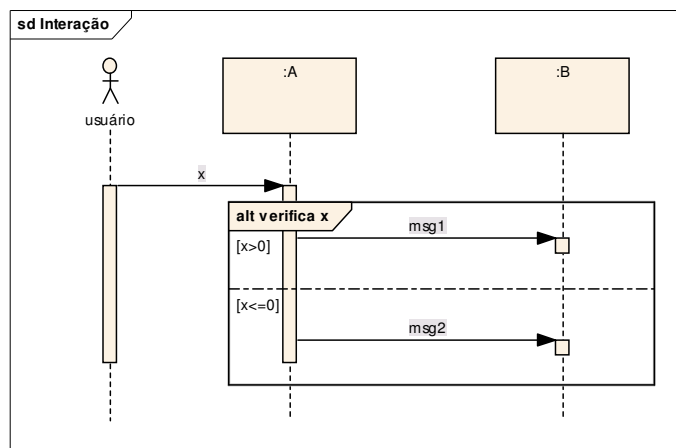 sd Interação
:A
:B
usuário
x
alt verifica x
msg1
[x>0]
[x<=0]
msg2